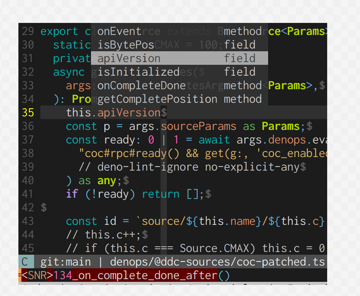 29 export c
onEvent method ce<Params>
30 static isBytePos field CMAX = 100;
31 privat apiVersion field
32 async isInitialized field
33 args onCompleteDone method Params>,$
34 ): Pro getCompletePosition method
35 this.apiVersion$
36 const p = args.sourceParams as Params;$
37 const ready: 0 | 1 = await args.denops.eva
38 "coc#rpc#ready() && get(g:, 'coc_enabled
39 // deno-lint-ignore no-explicit-any$
40 ) as any;$
41 if (!ready) return [];$
42 $
43 const id = `source/${this.name}/${this.c}
44 // this.c++;$
45 // if (this.c === Source.CMAX) this.c = 0
C git:main | denops/@ddc-sources/coc-patched.ts
<SNR>134_on_complete_done_after()